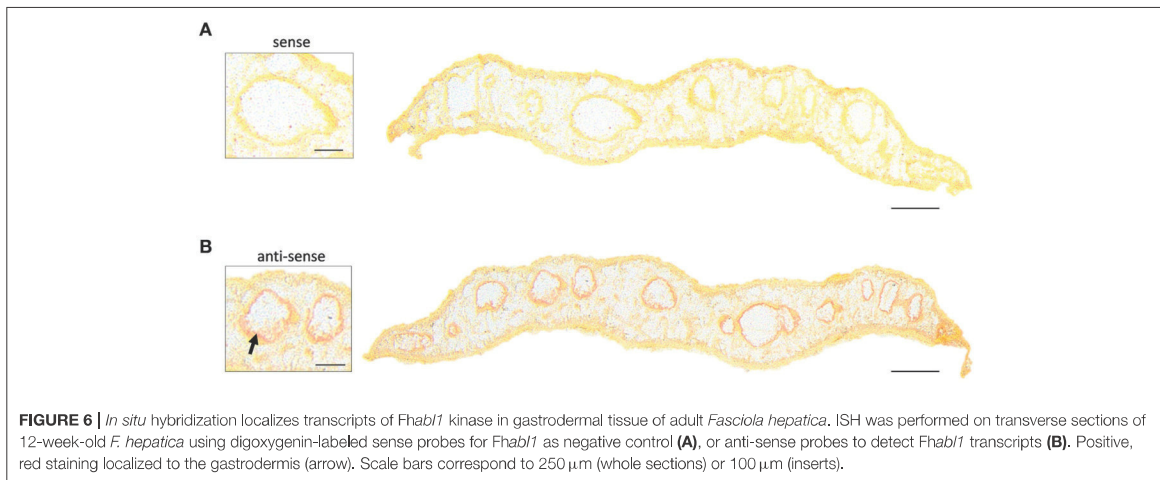 A
sense
B
anti-sense
FIGURE 6 | In situ hybridization localizes transcripts of Fhabl1 kinase in gastrodermal tissue of adult Fasciola hepatica. ISH was performed on transverse sections of
12-week-old F. hepatica using digoxygenin-labeled sense probes for Fhabl1 as negative control (A), or anti-sense probes to detect Fhabl1 transcripts (B). Positive,
red staining localized to the gastrodermis (arrow). Scale bars correspond to 250 μm (whole sections) or 100 μm (inserts).